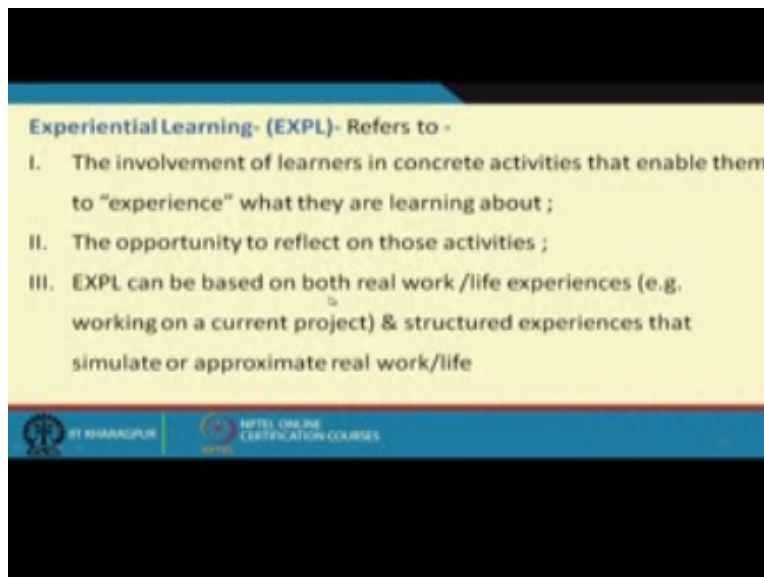 Experiential Learning- (EXPL)- Refers to -
I. The involvement of learners in concrete activities that enable them
to "experience" what they are learning about ;
II. The opportunity to reflect on those activities ;
III. EXPL can be based on both real work /life experiences (e.g.
working on a current project) & structured experiences that
simulate or approximate real work/life
IIT KHARAGPUR
NPTEL ONLINE
CERTIFICATION COURSES
NPTEL